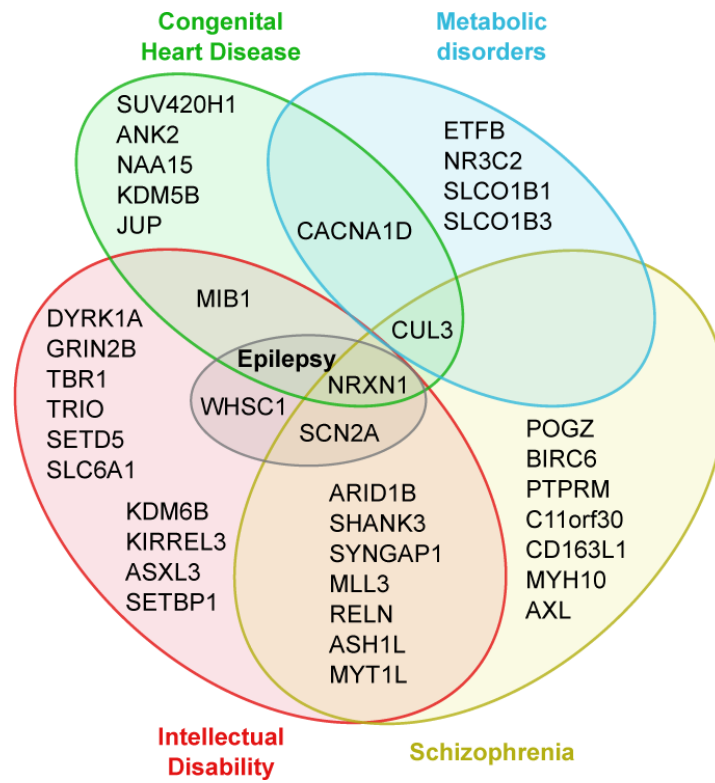 Congenital
Heart Disease
Metabolic
disorders
SUV420H1
ANK2
NAA15
KDM5B
JUP
ETFB
NR3C2
SLCO1B1
SLCO1B3
CACNA1D
MIB1
CUL3
DYRK1A
GRIN2B
TBR1
TRIO
SETD5
SLC6A1
Epilepsy
NRXN1
WHSC1
SCN2A
KDM6B
KIRREL3
ASXL3
SETBP1
ARID1B
SHANK3
SYNGAP1
MLL3
RELN
ASH1L
MYT1L
POGZ
BIRC6
PTPRM
C11orf30
CD163L1
MYH10
AXL
Intellectual
Disability
Schizophrenia